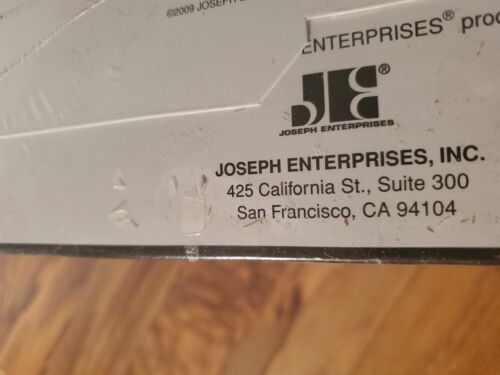 ©2009 JOSEPH
ENTERPRISES® prod
JE®
JOSEPH ENTERPRISES
JOSEPH ENTERPRISES, INC.
425 California St., Suite 300
San Francisco, CA 94104